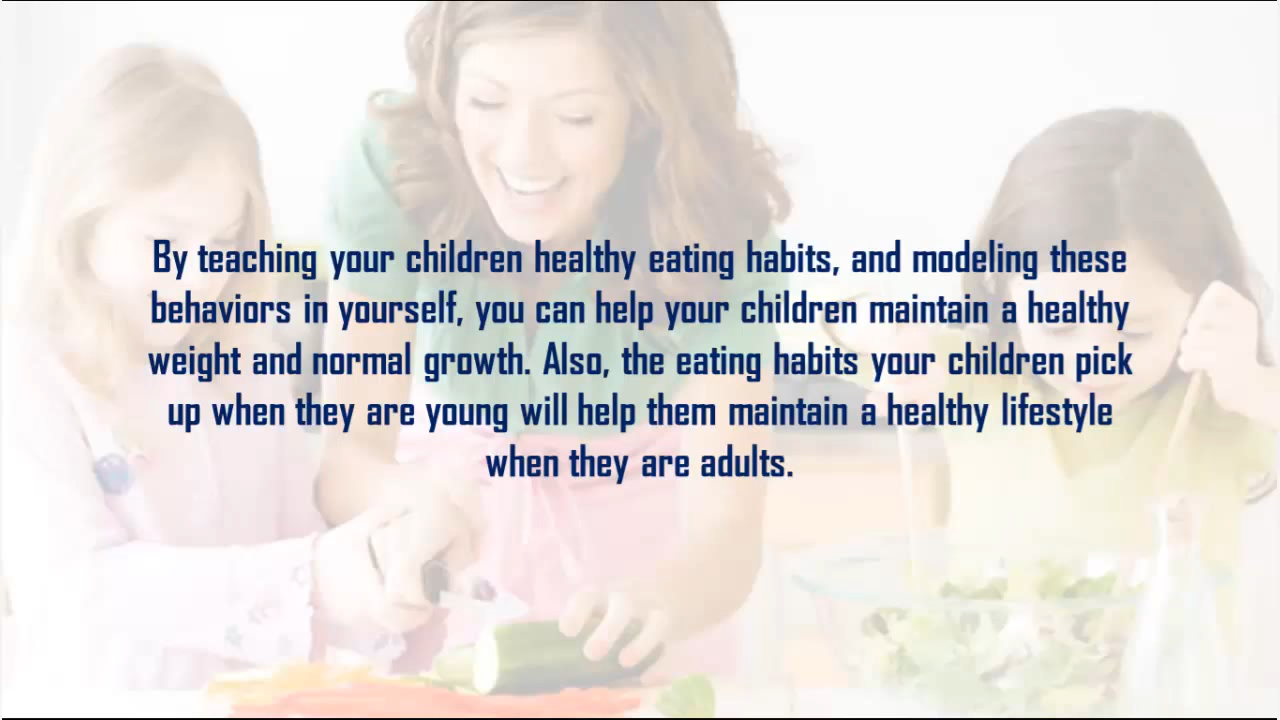 By teaching your children healthy eating habits, and modeling these
behaviors in yourself, you can help your children maintain a healthy
weight and normal growth. Also, the eating habits your children pick
up when they are young will help them maintain a healthy lifestyle
when they are adults.